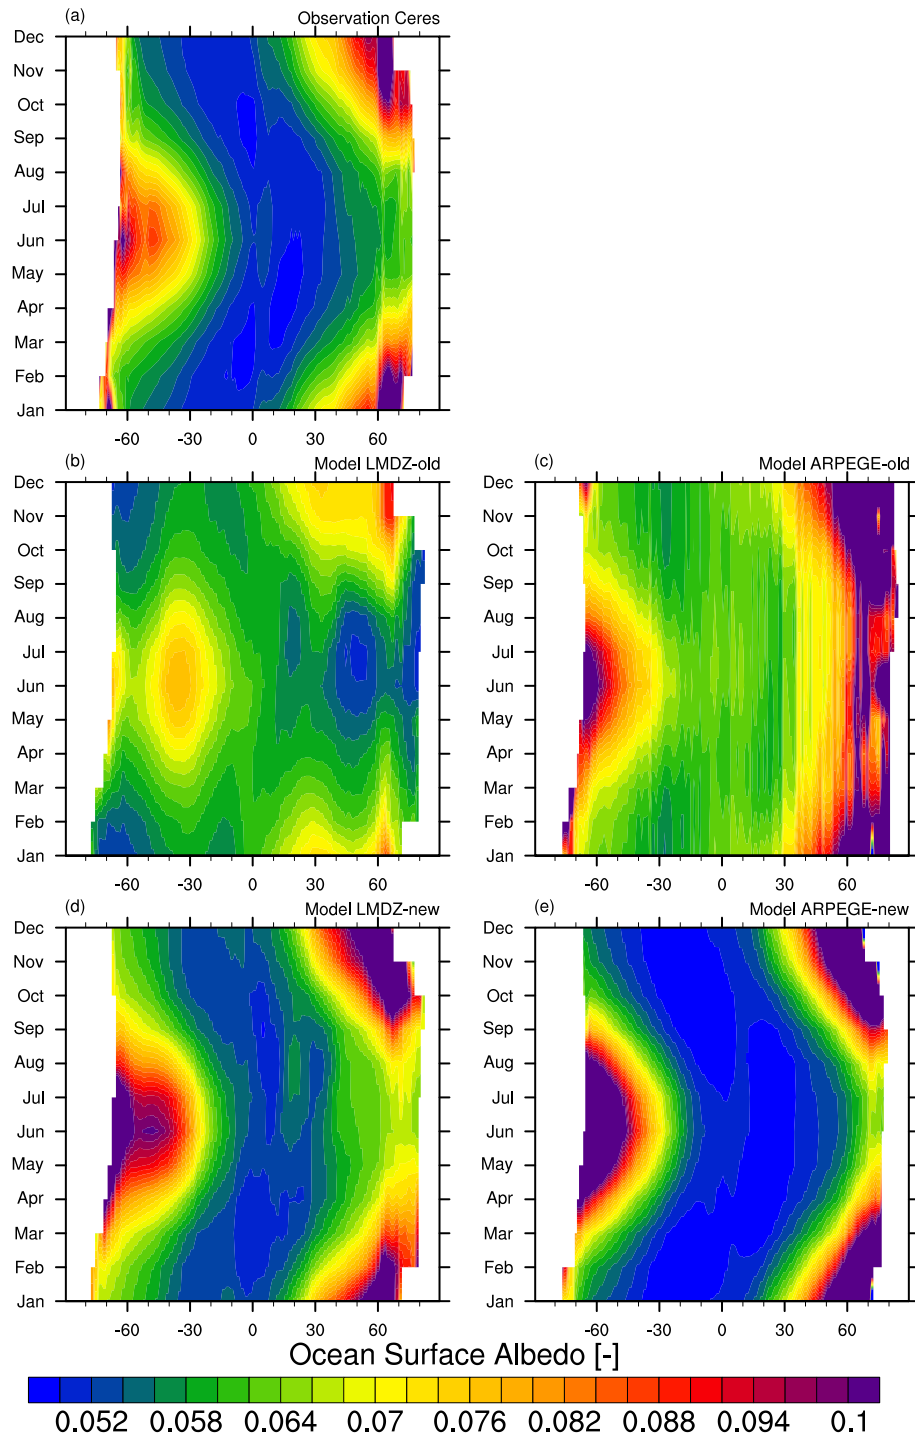 (a) Observation Ceres
Dec
Nov
Oct
Sep
Aug
Jul
Jun
May
Apr
Mar
Feb
Jan
-60 -30 0 30 60
(b) Model LMDZ-old
Dec
Nov
Oct
Sep
Aug
Jul
Jun
May
Apr
Mar
Feb
Jan
-60 -30 0 30 60
(c) Model ARPEGE-old
Dec
Nov
Oct
Sep
Aug
Jul
Jun
May
Apr
Mar
Feb
Jan
-60 -30 0 30 60
(d) Model LMDZ-new
Dec
Nov
Oct
Sep
Aug
Jul
Jun
May
Apr
Mar
Feb
Jan
-60 -30 0 30 60
(e) Model ARPEGE-new
Dec
Nov
Oct
Sep
Aug
Jul
Jun
May
Apr
Mar
Feb
Jan
-60 -30 0 30 60
Ocean Surface Albedo [-]
0.052 0.058 0.064 0.07 0.076 0.082 0.088 0.094 0.1